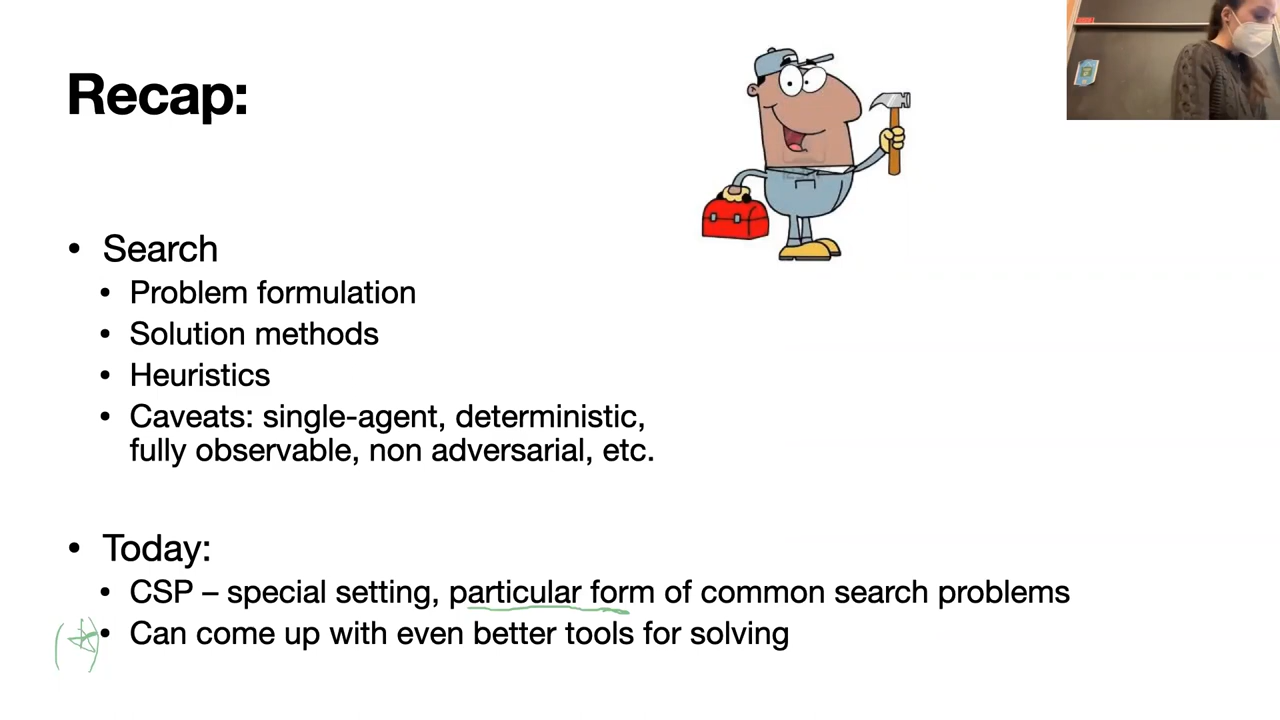 Recap:
• Search
• Problem formulation
• Solution methods
• Heuristics
• Caveats: single-agent, deterministic,
fully observable, non adversarial, etc.
• Today:
• CSP – special setting, particular form of common search problems
• Can come up with even better tools for solving